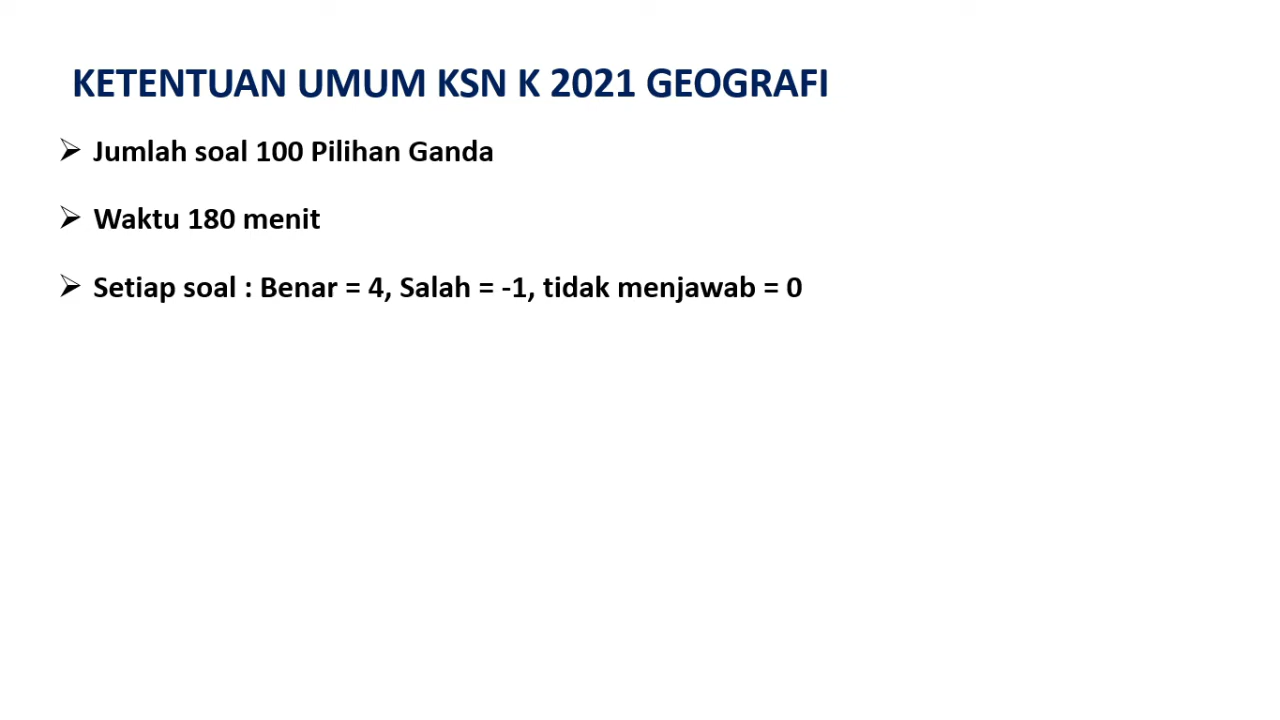 KETENTUAN UMUM KSN K 2021 GEOGRAFI
➢ Jumlah soal 100 Pilihan Ganda
➢ Waktu 180 menit
➢ Setiap soal : Benar = 4, Salah = -1, tidak menjawab = 0